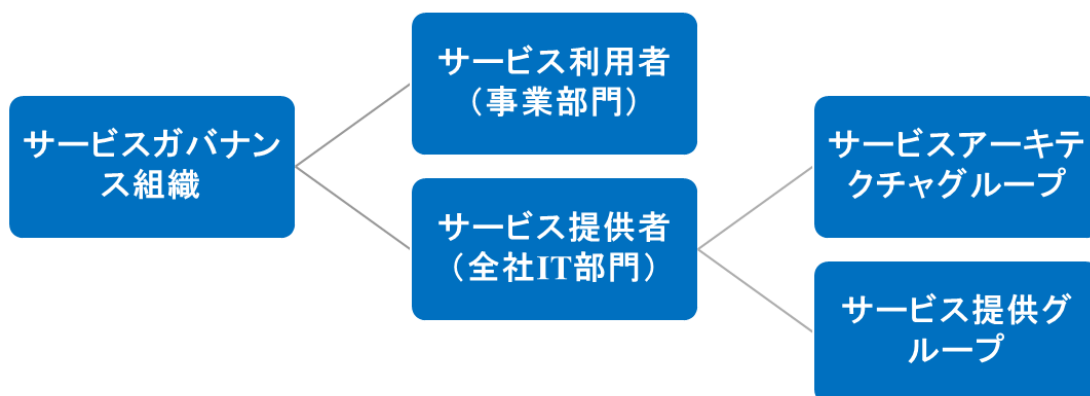 サービスガバナン
ス組織
サービス利用者
（事業部門）
サービス提供者
（全社IT部門）
サービスアーキテ
クチャグループ
サービス提供グ
ループ